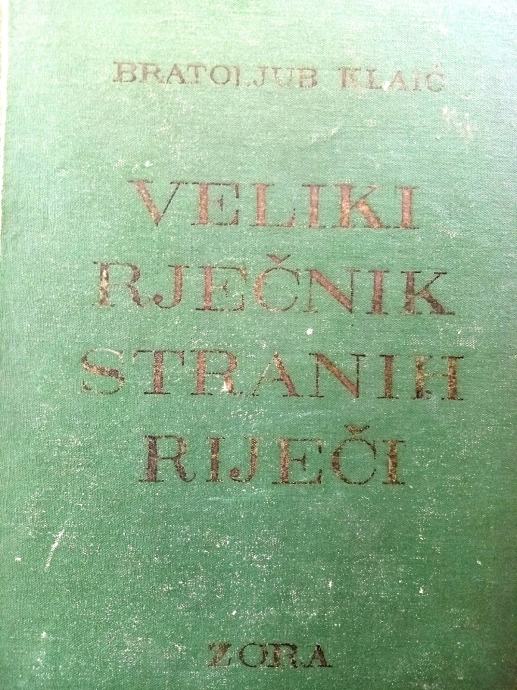 BRATOLJUB KLAIĆ
VELIKI
RJEČNIK
STRANIH
RIJEČI
ZORA